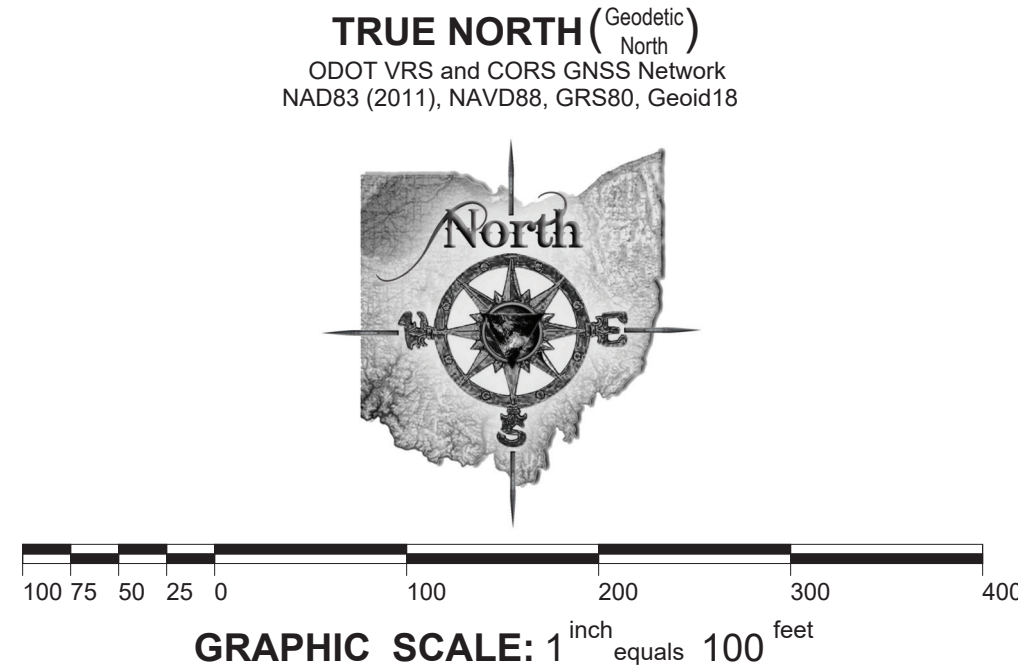 TRUE NORTH (Geodetic North)
ODOT VRS and CORS GNSS Network
NAD83 (2011), NAVD88, GRS80, Geoid18
North
W E
S
100 75 50 25 0 100 200 300 400
GRAPHIC SCALE: 1 inch equals 100 feet